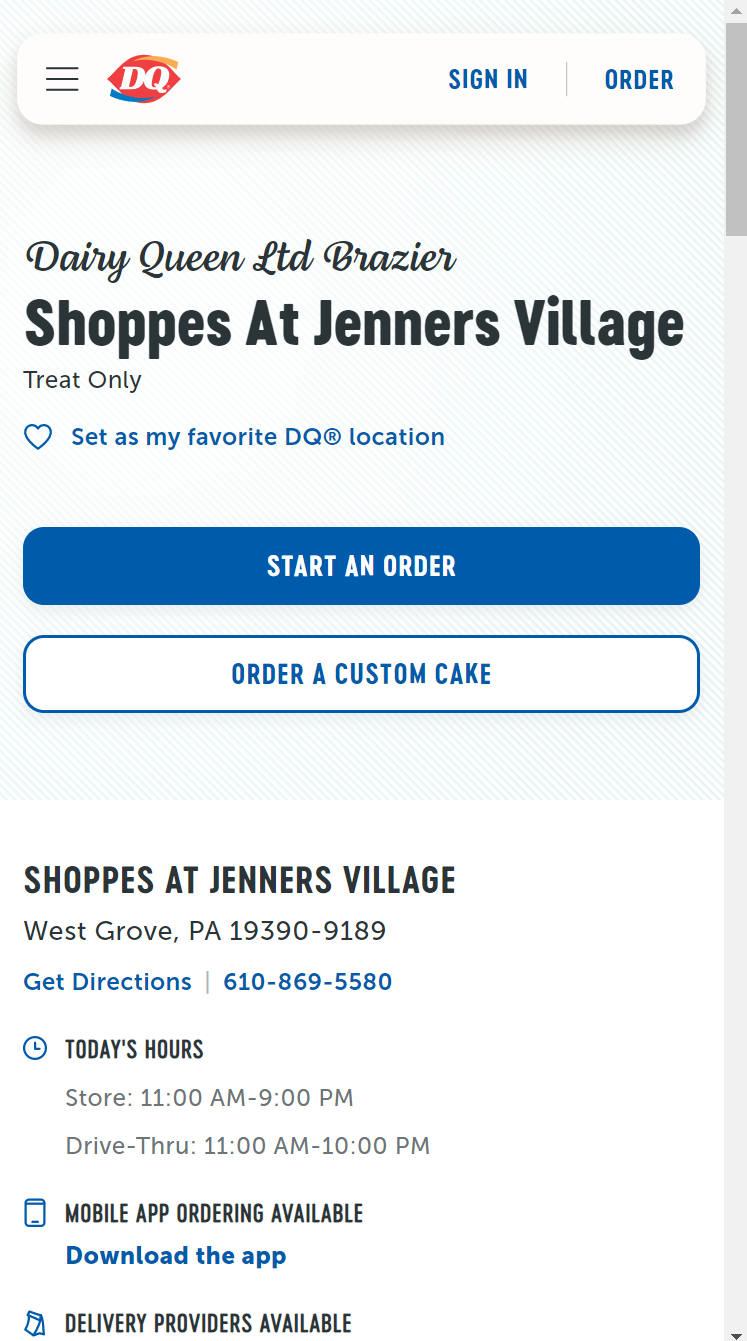 DQ
SIGN IN
ORDER
Dairy Queen Ltd Brazier
Shoppes At Jenners Village
Treat Only
Set as my favorite DQ® location
START AN ORDER
ORDER A CUSTOM CAKE
SHOPPES AT JENNERS VILLAGE
West Grove, PA 19390-9189
Get Directions | 610-869-5580
TODAY'S HOURS
Store: 11:00 AM-9:00 PM
Drive-Thru: 11:00 AM-10:00 PM
MOBILE APP ORDERING AVAILABLE
Download the app
DELIVERY PROVIDERS AVAILABLE